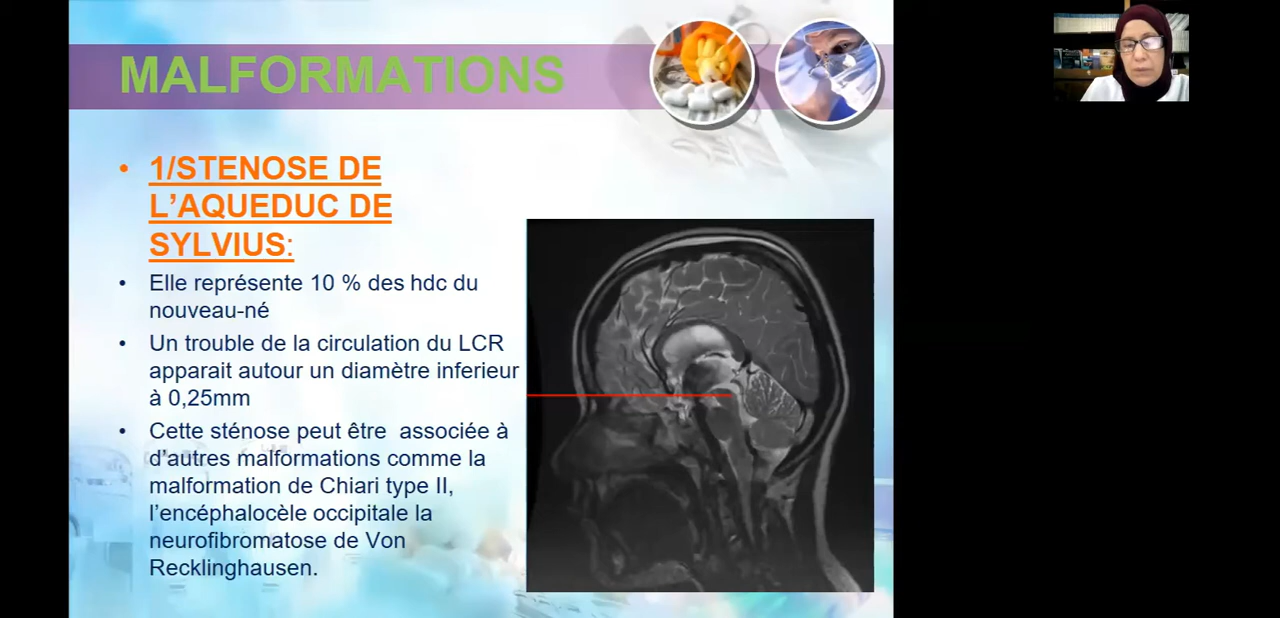 MALFORMATIONS
• 1/STENOSE DE
L’AQUEDUC DE
SYLVIUS:
• Elle représente 10 % des hdc du
nouveau-né
• Un trouble de la circulation du LCR
apparait autour un diamètre inferieur
à 0,25mm
• Cette sténose peut être associée à
d’autres malformations comme la
malformation de Chiari type II,
l’encéphalocèle occipitale la
neurofibromatose de Von
Recklinghausen.